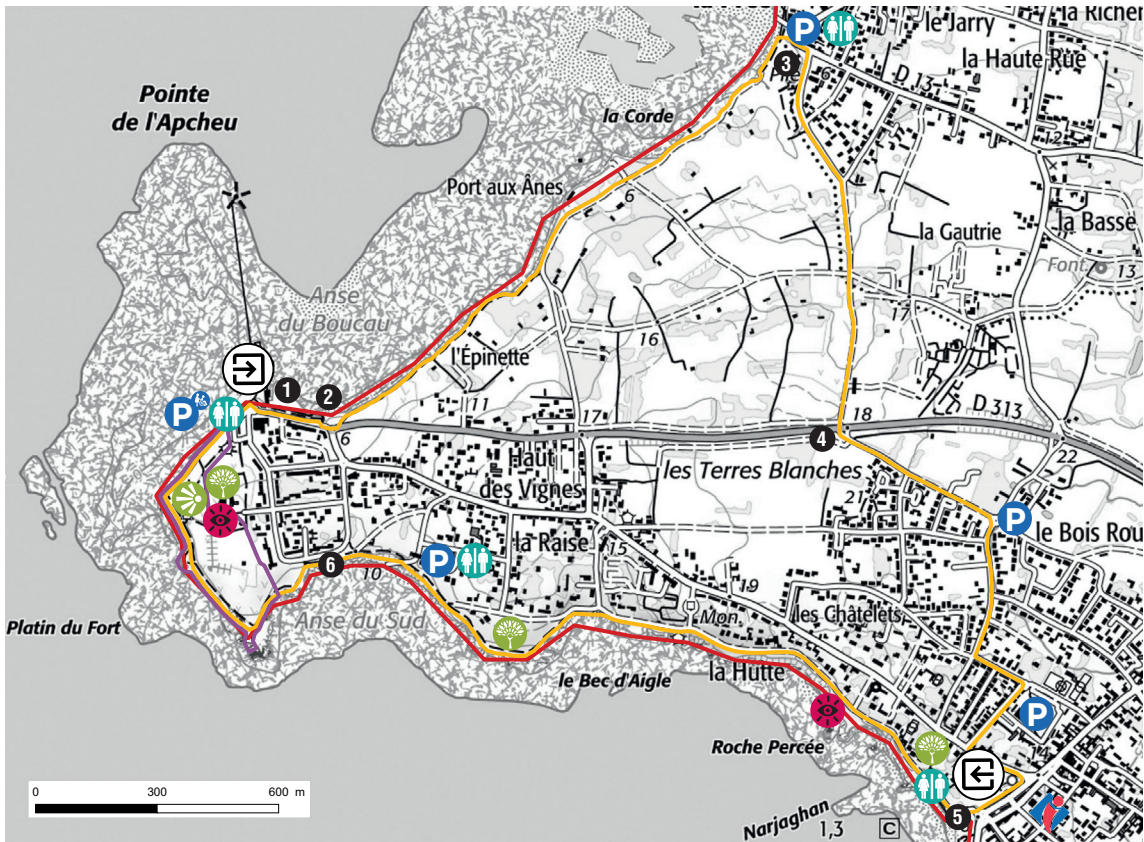 le Jarry
la Richer
la Haute Rue
P
3
6
D 13
12
Pointe
de l'Apcheu
la Corde
Port aux Ânes
6
la Gautrie
la Basse
Font.
13
17
Anse
du Boucau
16
l'Épinette
1
2
P
11
17
18
D 313
6
4
22
Haut
des Vignes
les Terres Blanches
21
P
le Bois Rou
la Raise
15
6
10
P
19
les Châtelets
Mon.
Platin du Fort
Anse du Sud
le Bec d'Aigle
la Hutte
P
14
Roche Percée
5
Narjaghan
1,3
C
0 300 600 m